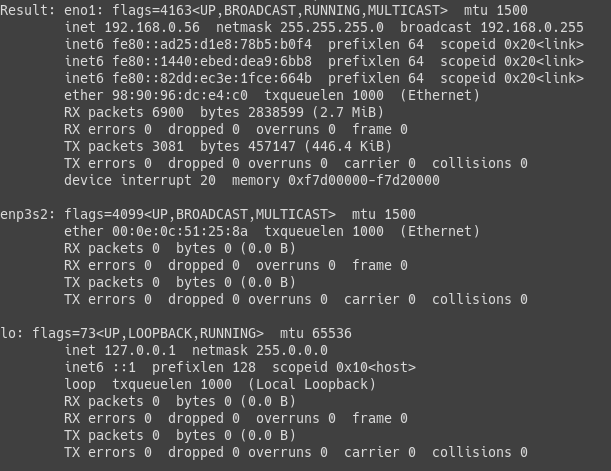 Result: eno1: flags=4163<UP,BROADCAST,RUNNING,MULTICAST>  mtu 1500
        inet 192.168.0.56  netmask 255.255.255.0  broadcast 192.168.0.255
        inet6 fe80::ad25:d1e8:78b5:b0f4  prefixlen 64  scopeid 0x20<link>
        inet6 fe80::1440:ebed:dea9:6bb8  prefixlen 64  scopeid 0x20<link>
        inet6 fe80::82dd:ec3e:1fce:664b  prefixlen 64  scopeid 0x20<link>
        ether 98:90:96:dc:e4:c0  txqueuelen 1000  (Ethernet)
        RX packets 6900  bytes 2838599 (2.7 MiB)
        RX errors 0  dropped 0  overruns 0  frame 0
        TX packets 3081  bytes 457147 (446.4 KiB)
        TX errors 0  dropped 0 overruns 0  carrier 0  collisions 0
        device interrupt 20  memory 0xf7d00000-f7d20000

enp3s2: flags=4099<UP,BROADCAST,MULTICAST>  mtu 1500
        ether 00:0e:0c:51:25:8a  txqueuelen 1000  (Ethernet)
        RX packets 0  bytes 0 (0.0 B)
        RX errors 0  dropped 0  overruns 0  frame 0
        TX packets 0  bytes 0 (0.0 B)
        TX errors 0  dropped 0 overruns 0  carrier 0  collisions 0

lo: flags=73<UP,LOOPBACK,RUNNING>  mtu 65536
        inet 127.0.0.1  netmask 255.0.0.0
        inet6 ::1  prefixlen 128  scopeid 0x10<host>
        loop  txqueuelen 1000  (Local Loopback)
        RX packets 0  bytes 0 (0.0 B)
        RX errors 0  dropped 0  overruns 0  frame 0
        TX packets 0  bytes 0 (0.0 B)
        TX errors 0  dropped 0 overruns 0  carrier 0  collisions 0